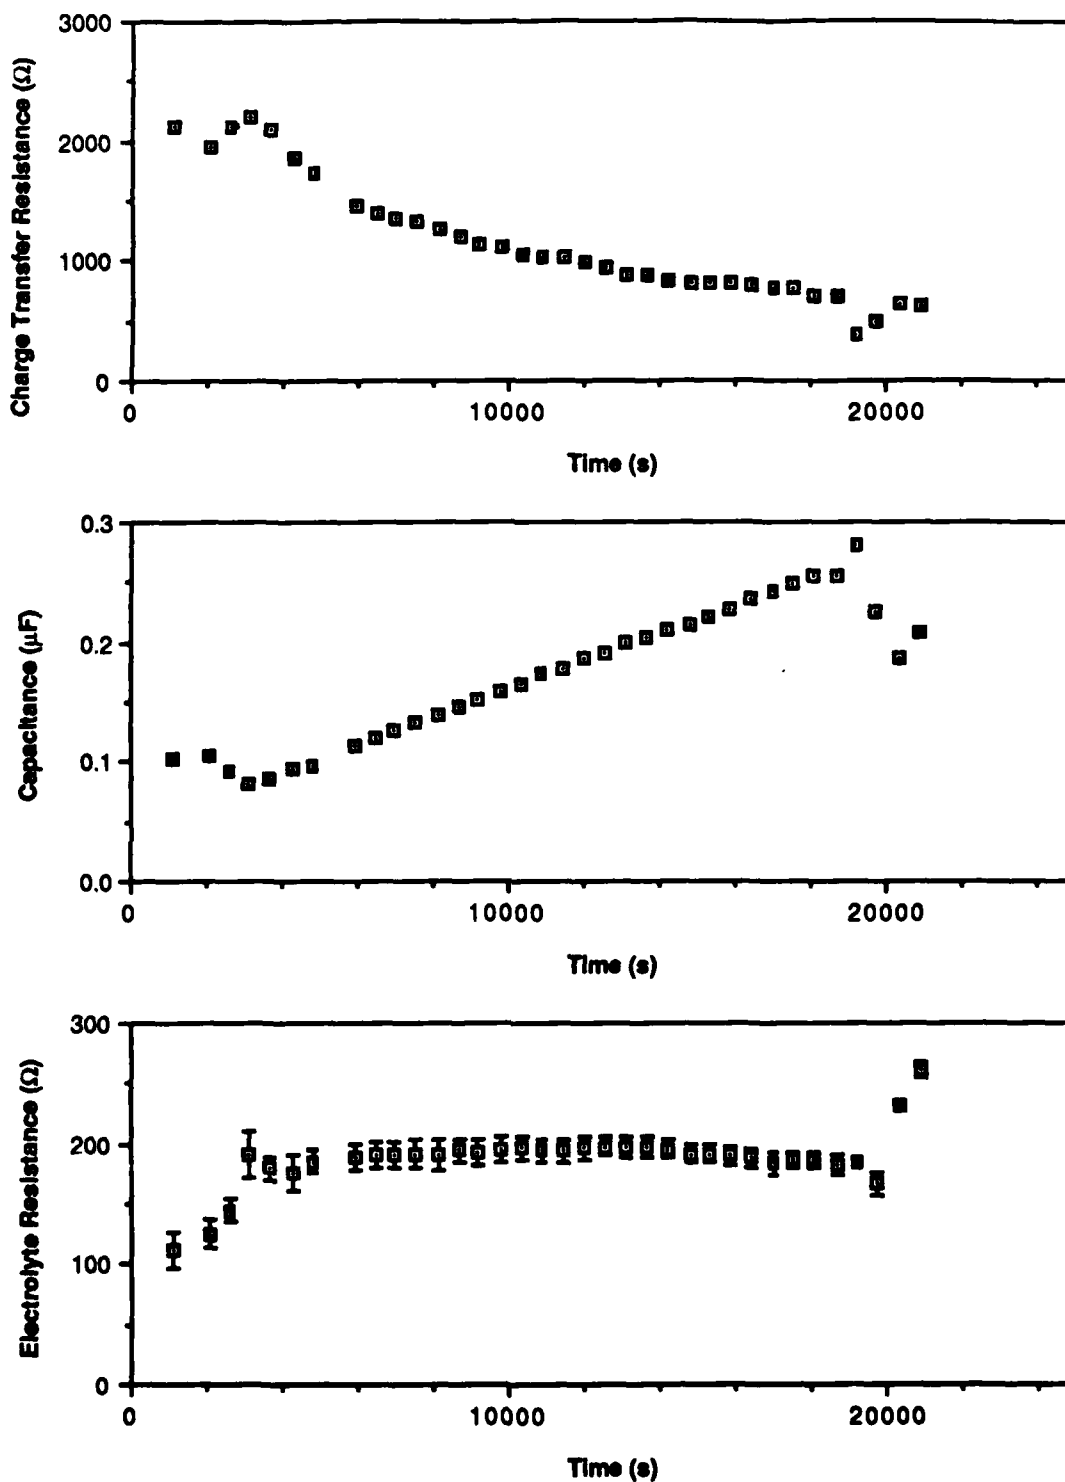 Charge Transfer Resistance (Ω)
3000
2000
1000
0
0 10000 20000
Time (s)
Capacitance (μF)
0.3
0.2
0.1
0.0
0 10000 20000
Time (s)
Electrolyte Resistance (Ω)
300
200
100
0
0 10000 20000
Time (s)